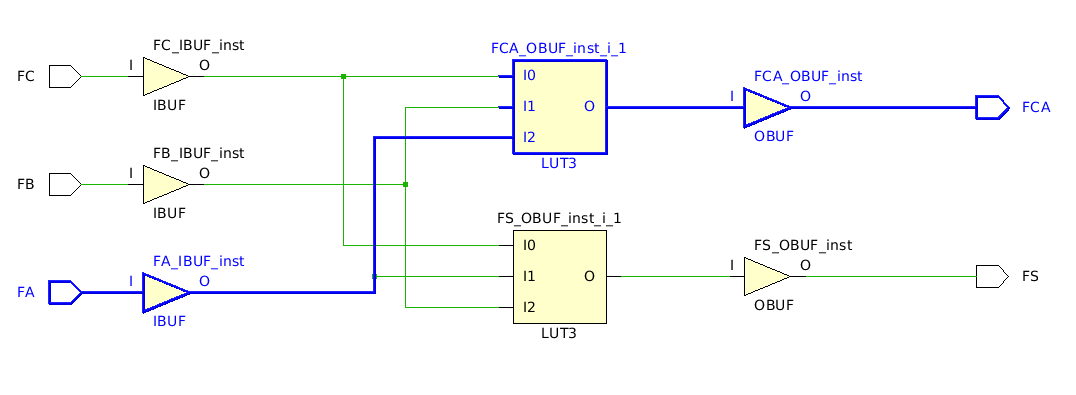 FC
I
FC_IBUF_inst
O
IBUF
FB
I
FB_IBUF_inst
O
IBUF
FA
I
FA_IBUF_inst
O
IBUF
FCA_OBUF_inst_i_1
I0
I1
I2
O
LUT3
FS_OBUF_inst_i_1
I0
I1
I2
O
LUT3
I
FCA_OBUF_inst
O
OBUF
FCA
I
FS_OBUF_inst
O
OBUF
FS